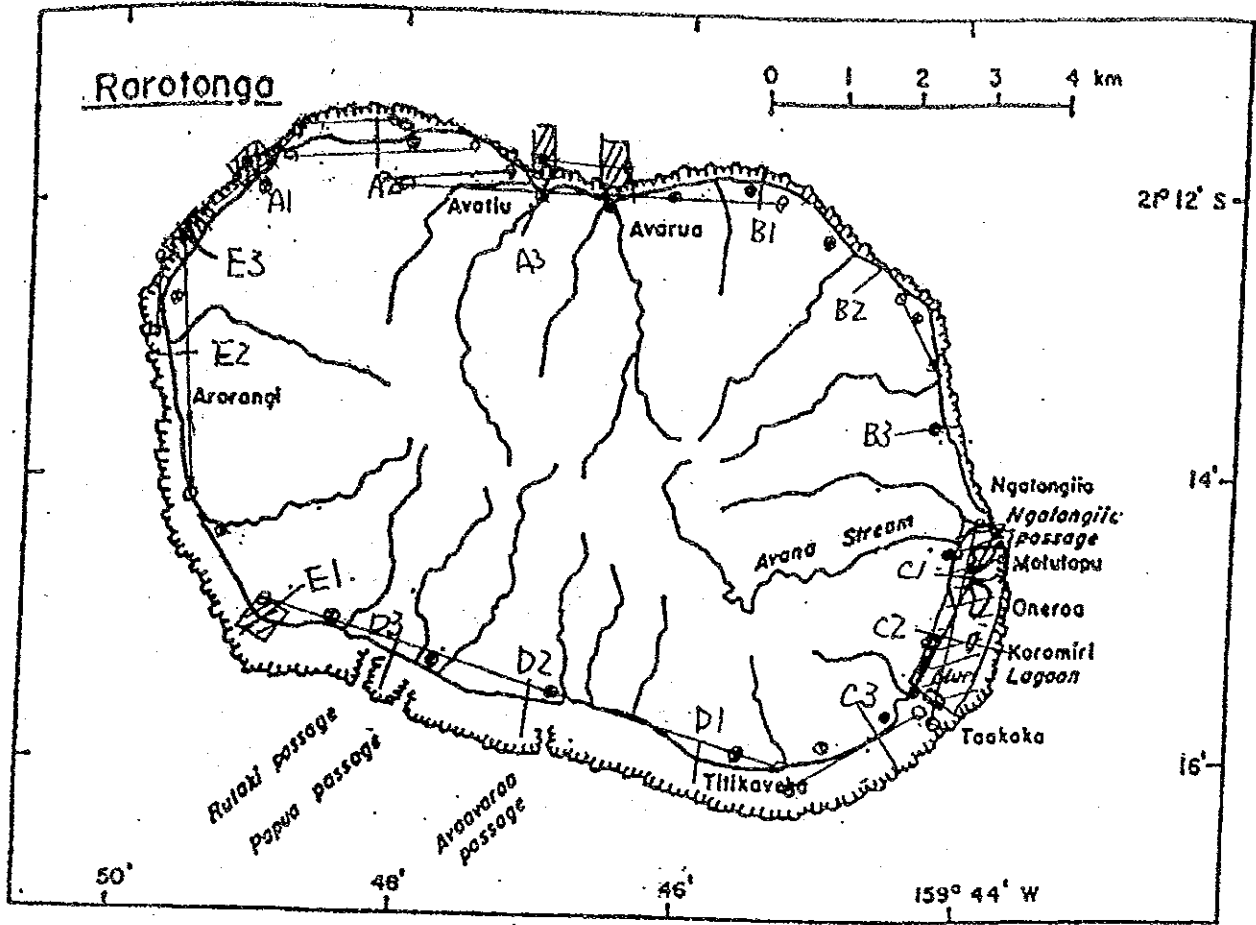 Rarotonga
0 1 2 3 4 km
A1
A2
Avatiu
A3
Avarua
B1
21° 12' S
E3
B2
E2
Arorangi
B3
14'
Ngatangiia
Ngatangiia
passage
Avana Stream
C1
Motutapu
Oneroa
E1
D3
C2
Koromiri
Lagoon
D2
C3
Taakoka
D1
Titikaveka
16'
Rutaki passage
Papua passage
Avaavaroa
passage
50'
48'
46'
159° 44' W